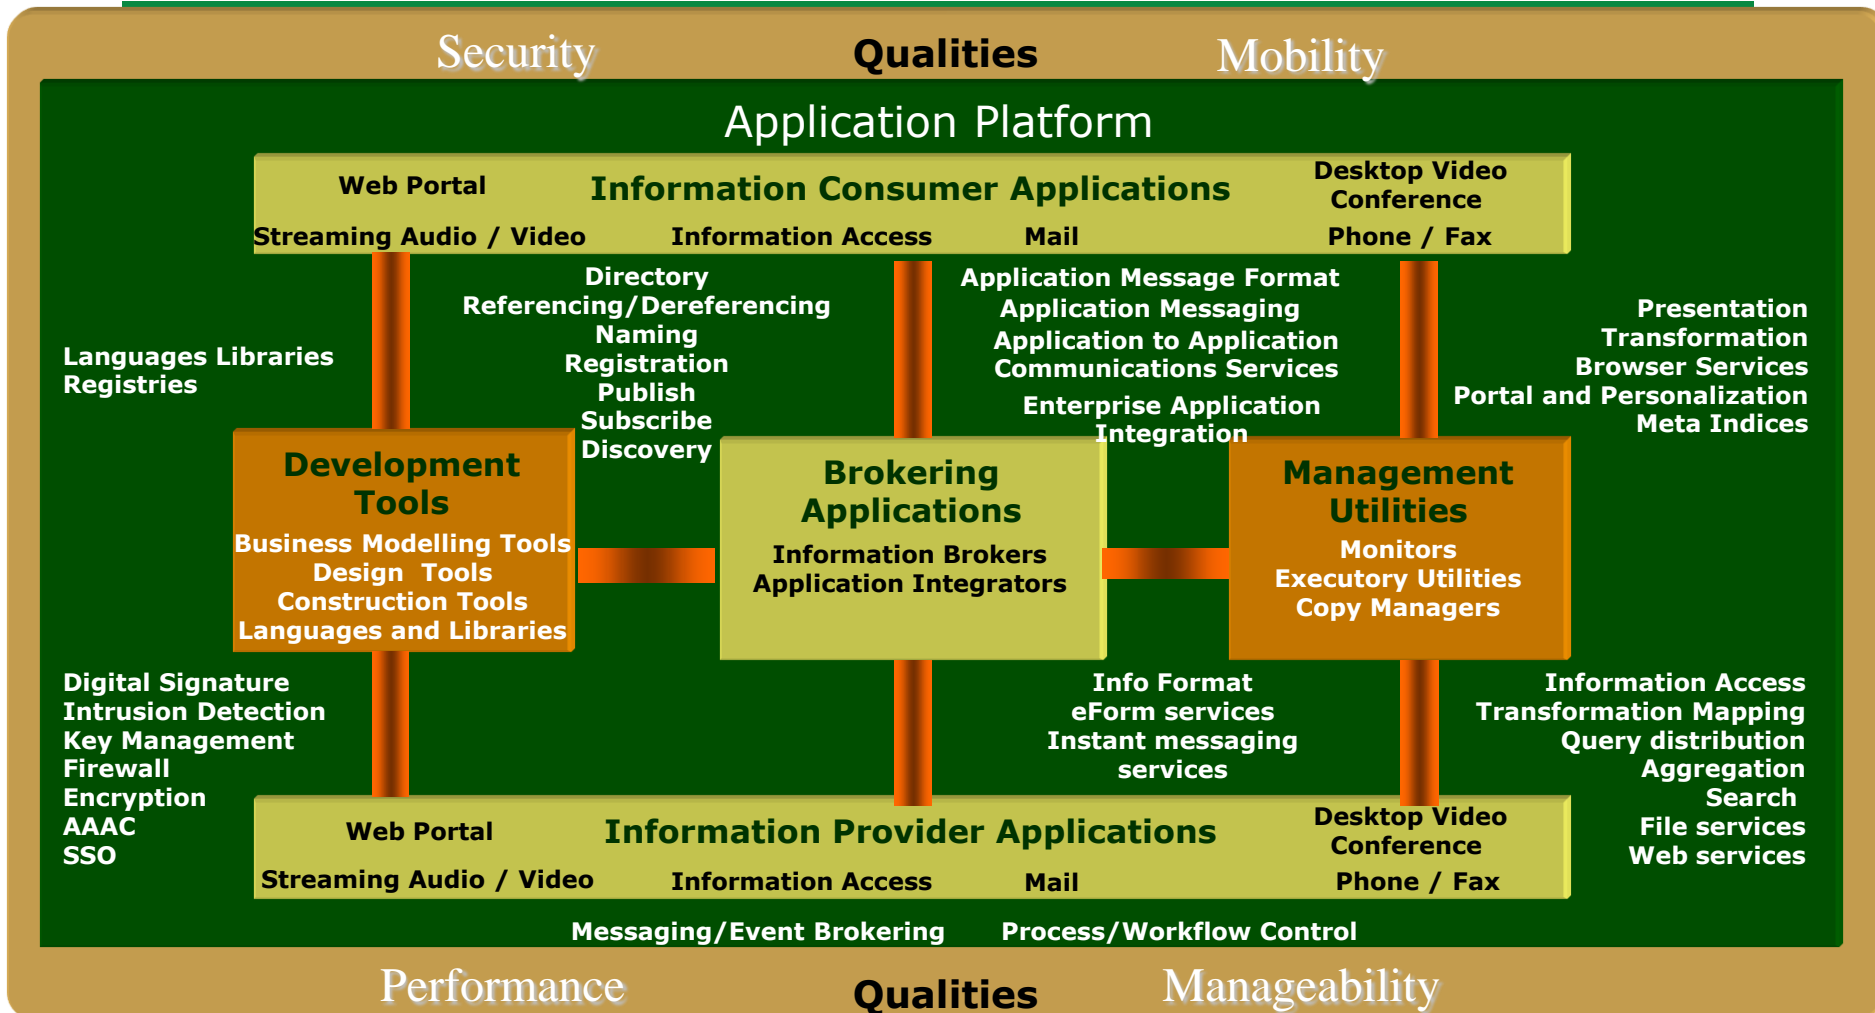 Security
Qualities
Mobility
Application Platform
Web Portal
Information Consumer Applications
Desktop Video
Conference
Streaming Audio / Video
Information Access
Mail
Phone / Fax
Languages Libraries
Registries
Directory
Referencing/Dereferencing
Naming
Registration
Publish
Subscribe
Discovery
Application Message Format
Application Messaging
Application to Application
Communications Services
Enterprise Application
Integration
Presentation
Transformation
Browser Services
Portal and Personalization
Meta Indices
Development
Tools
Business Modelling Tools
Design Tools
Construction Tools
Languages and Libraries
Brokering
Applications
Information Brokers
Application Integrators
Management
Utilities
Monitors
Executory Utilities
Copy Managers
Digital Signature
Intrusion Detection
Key Management
Firewall
Encryption
AAAC
SSO
Info Format
eForm services
Instant messaging
services
Information Access
Transformation Mapping
Query distribution
Aggregation
Search
File services
Web services
Web Portal
Information Provider Applications
Desktop Video
Conference
Streaming Audio / Video
Information Access
Mail
Phone / Fax
Messaging/Event Brokering
Process/Workflow Control
Performance
Qualities
Manageability